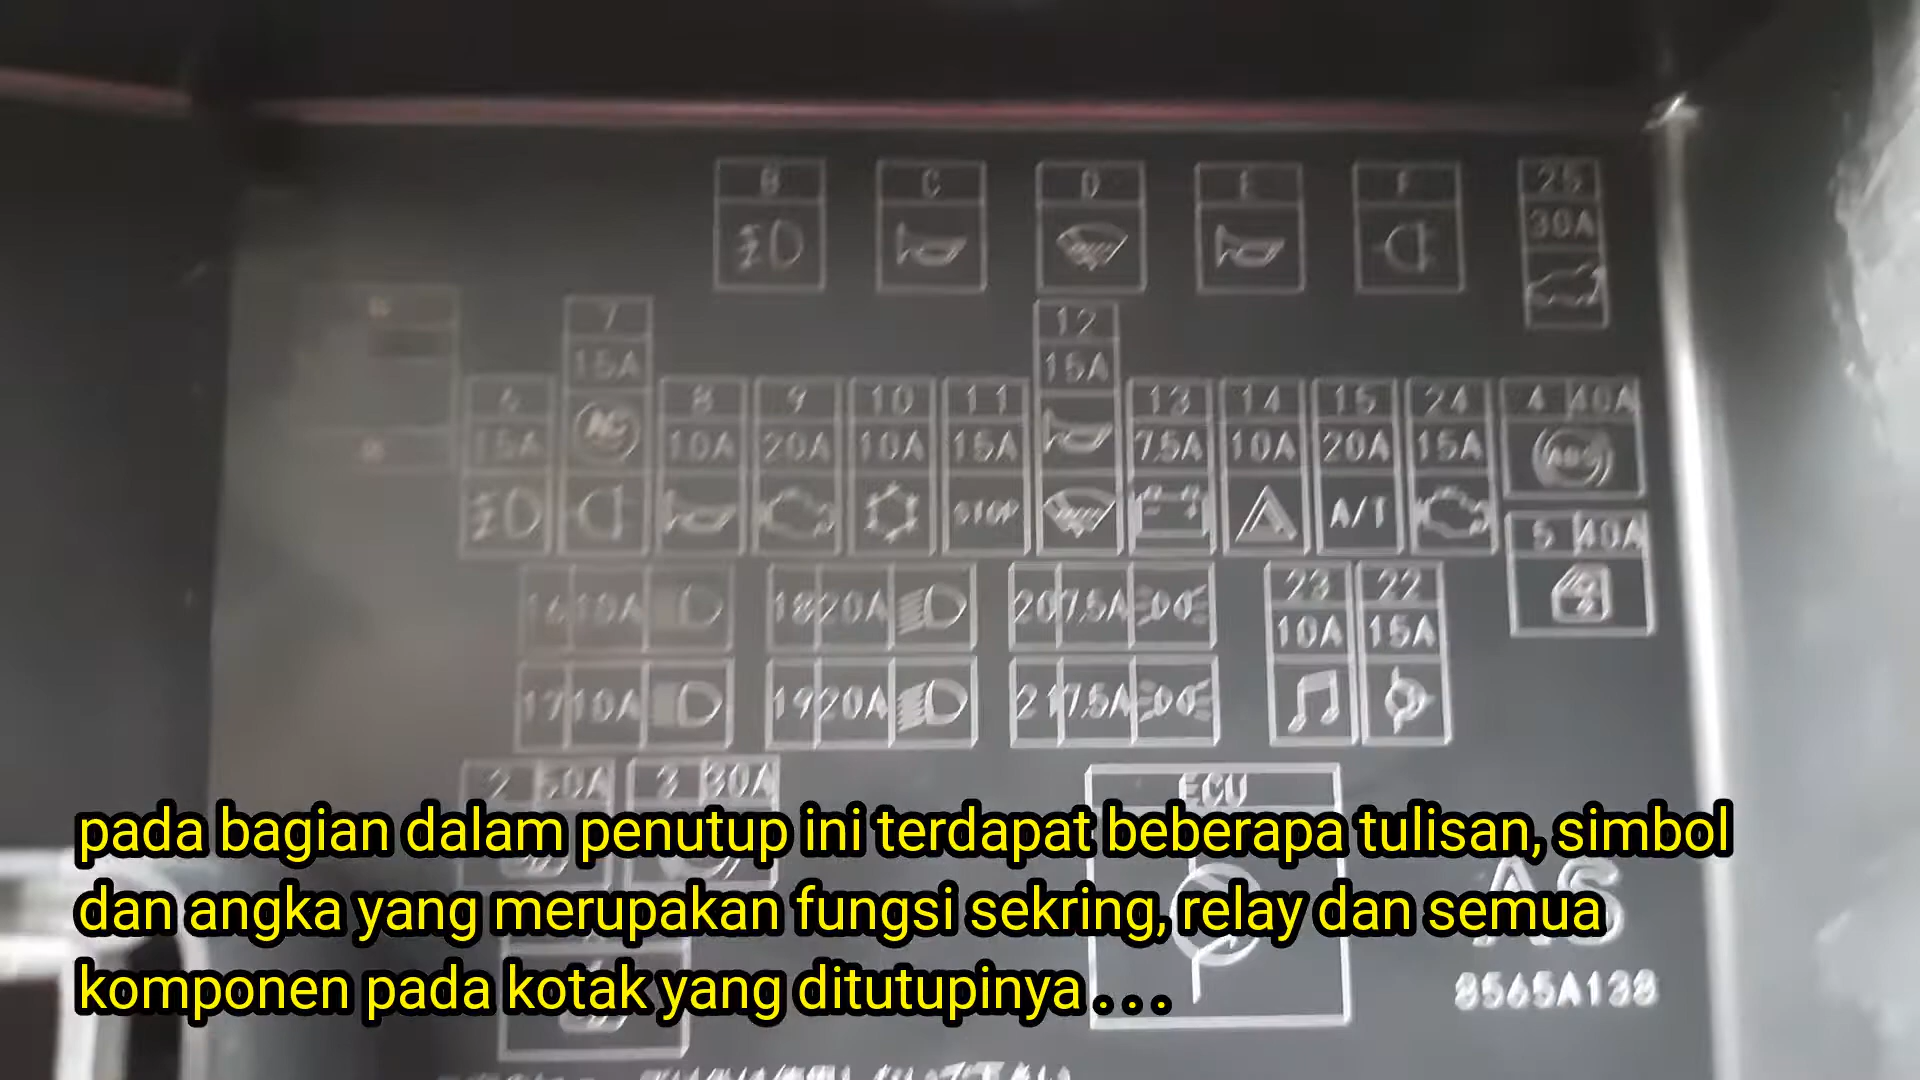 B C D E F 25
30A
7 12
15A 15A
6 8 9 10 11 13 14 15 24 4 40A
15A 10A 20A 10A 15A 7.5A 10A 20A 15A
STOP A/T
5 40A
16 10A 18 20A 20 7.5A 23 22
10A 15A
17 10A 19 20A 21 7.5A
2 3 30A ECU
pada bagian dalam penutup ini terdapat beberapa tulisan, simbol
dan angka yang merupakan fungsi sekring, relay dan semua
komponen pada kotak yang ditutupinya . . .
AS
8565A138